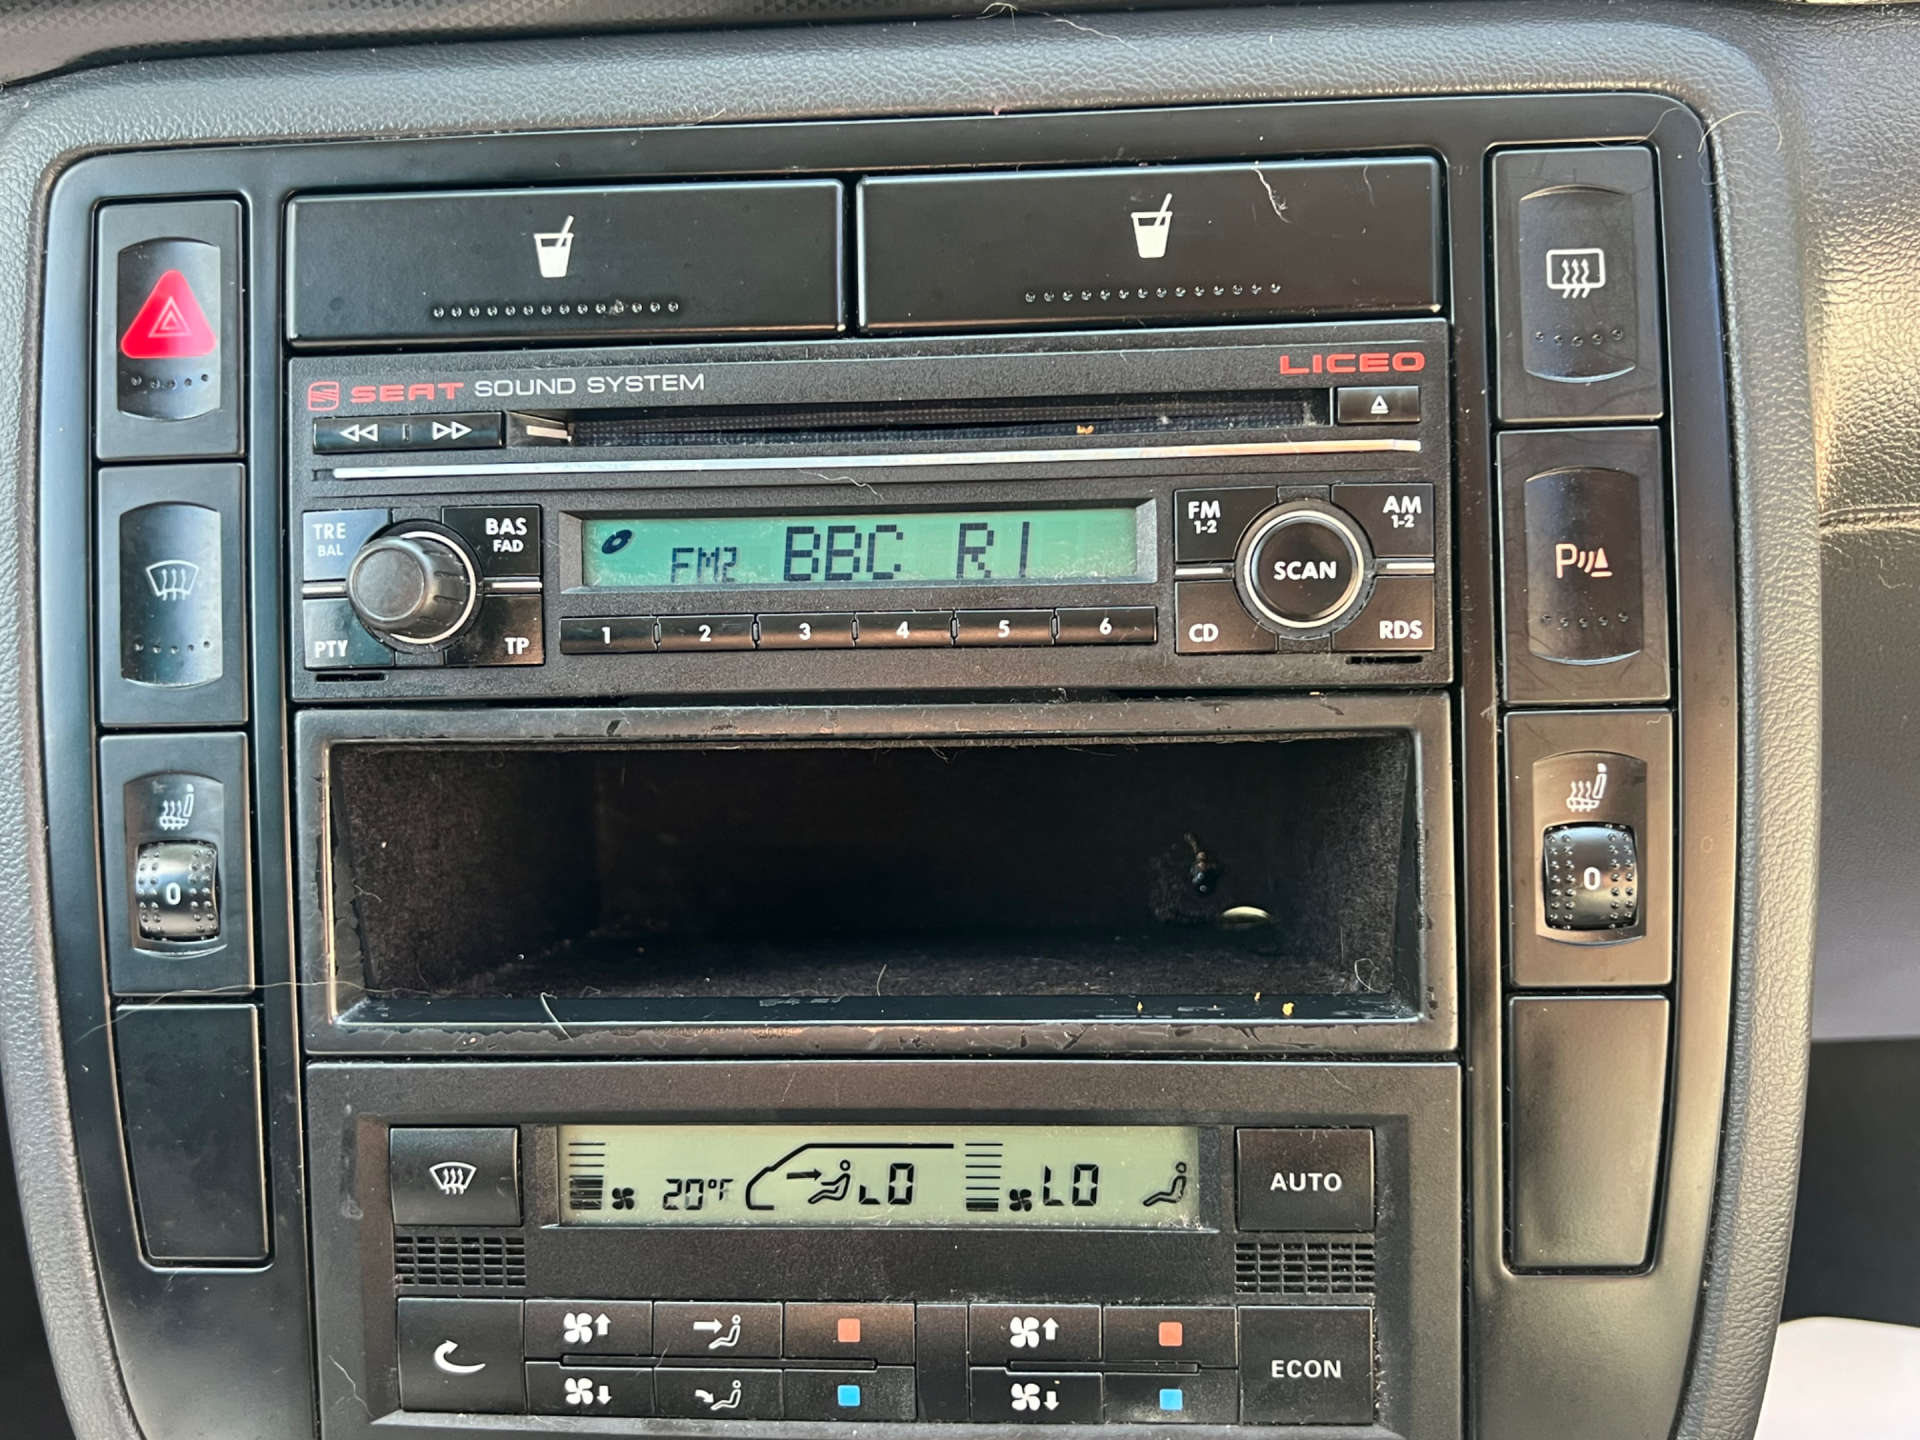 SEAT SOUND SYSTEM
LICEO
TRE
BAL
BAS
FAD
PTY
TP
FM2 BBC R1
1 2 3 4 5 6
FM
1-2
AM
1-2
SCAN
CD
RDS
P
0
0
20°F LO LO
AUTO
ECON